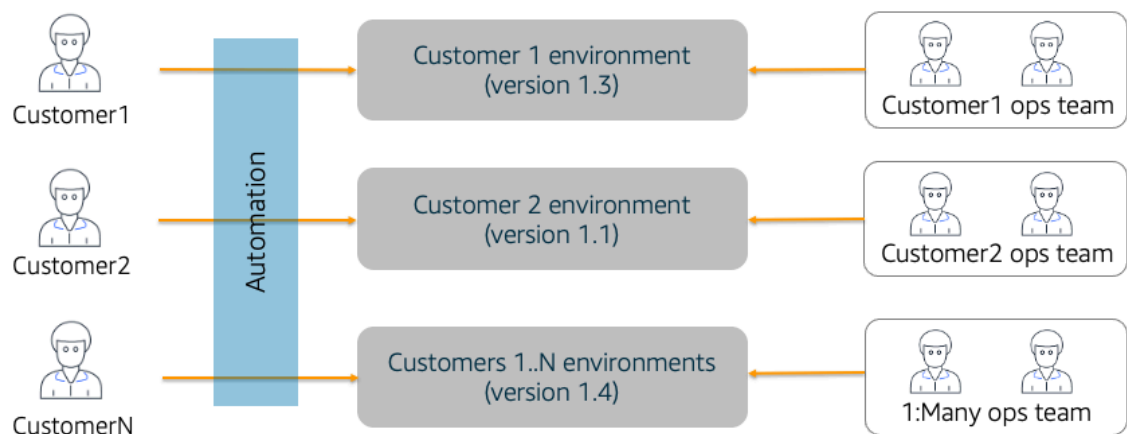 Customer1
Automation
Customer 1 environment
(version 1.3)
Customer1 ops team
Customer2
Customer 2 environment
(version 1.1)
Customer2 ops team
CustomerN
Customers 1..N environments
(version 1.4)
1:Many ops team